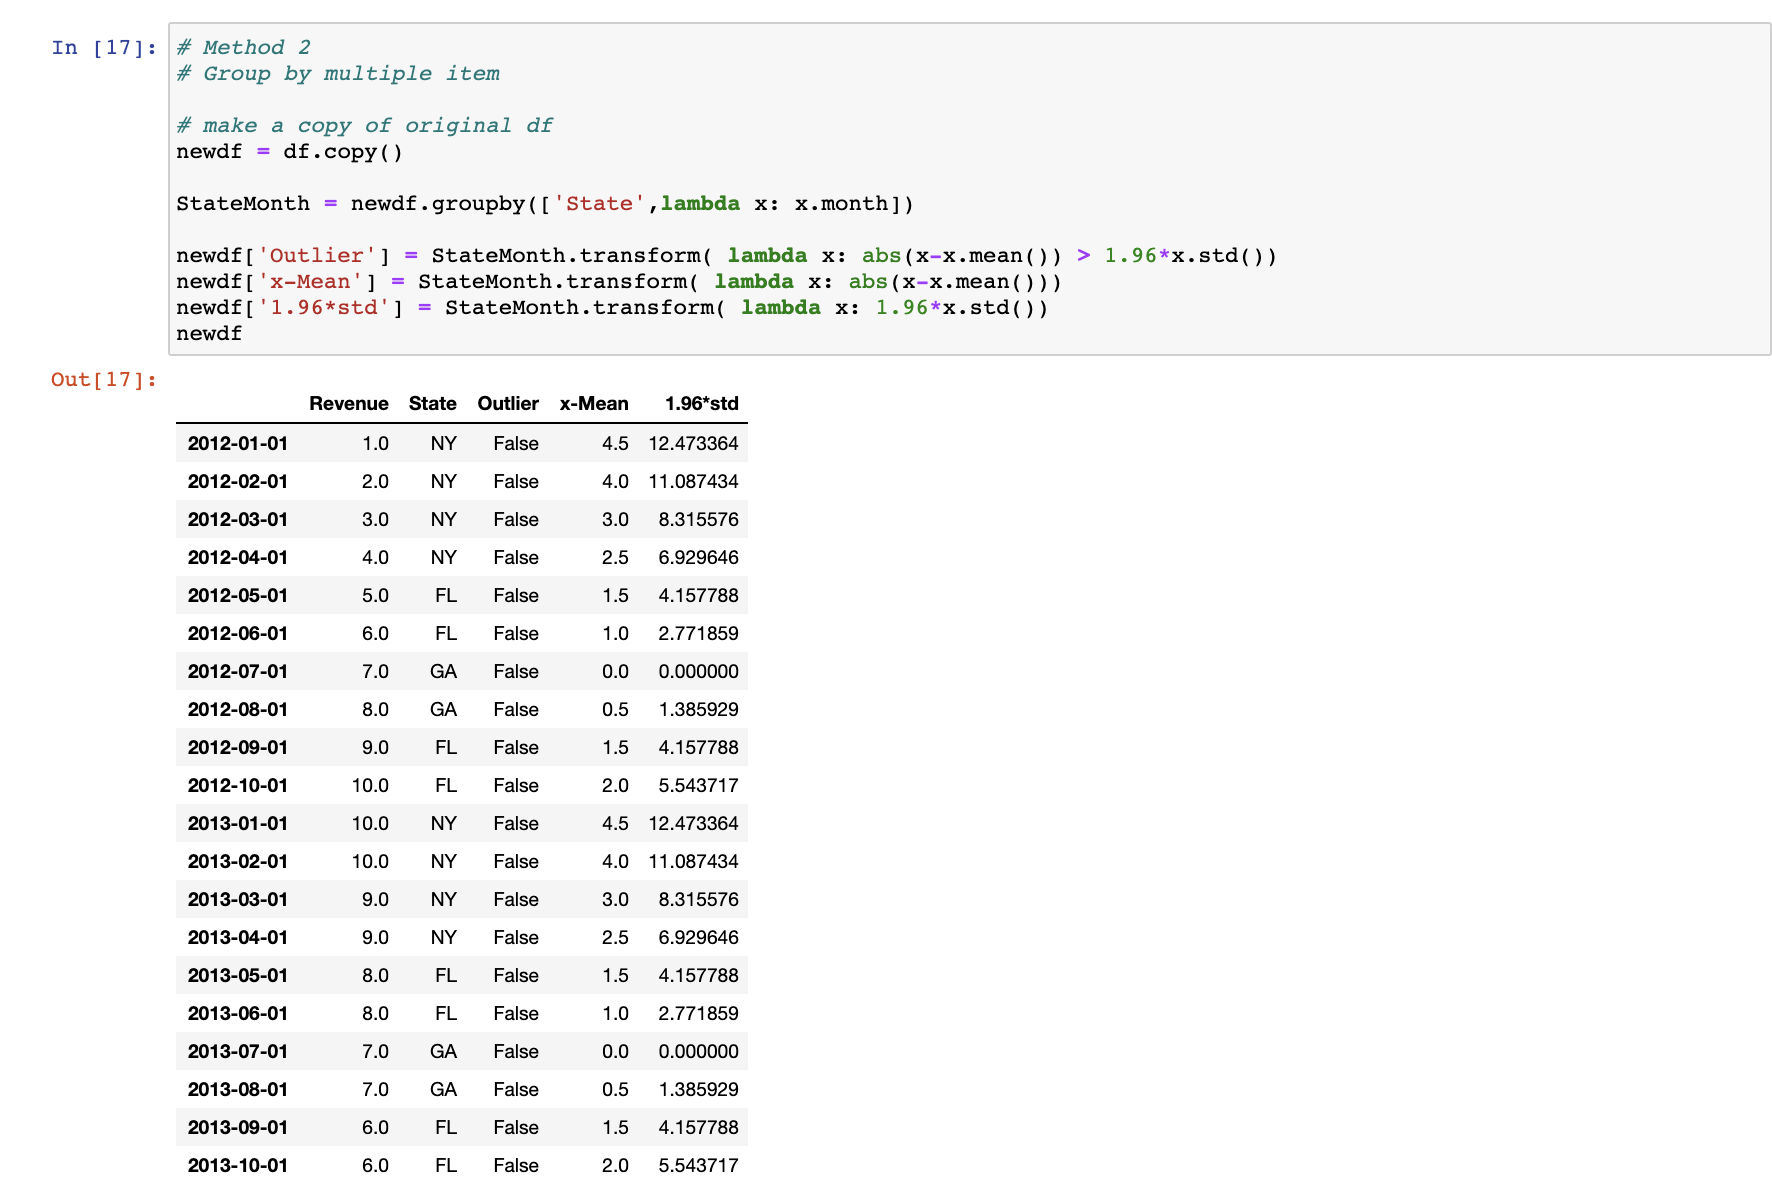 In [17]:
# Method 2
# Group by multiple item
# make a copy of original df
newdf = df.copy()
StateMonth = newdf.groupby(['State',lambda x: x.month])
newdf['Outlier'] = StateMonth.transform( lambda x: abs(x-x.mean()) > 1.96*x.std())
newdf['x-Mean'] = StateMonth.transform( lambda x: abs(x-x.mean()))
newdf['1.96*std'] = StateMonth.transform( lambda x: 1.96*x.std())
newdf
Out[17]:
Revenue State Outlier x-Mean 1.96*std
2012-01-01 1.0 NY False 4.5 12.473364
2012-02-01 2.0 NY False 4.0 11.087434
2012-03-01 3.0 NY False 3.0 8.315576
2012-04-01 4.0 NY False 2.5 6.929646
2012-05-01 5.0 FL False 1.5 4.157788
2012-06-01 6.0 FL False 1.0 2.771859
2012-07-01 7.0 GA False 0.0 0.000000
2012-08-01 8.0 GA False 0.5 1.385929
2012-09-01 9.0 FL False 1.5 4.157788
2012-10-01 10.0 FL False 2.0 5.543717
2013-01-01 10.0 NY False 4.5 12.473364
2013-02-01 10.0 NY False 4.0 11.087434
2013-03-01 9.0 NY False 3.0 8.315576
2013-04-01 9.0 NY False 2.5 6.929646
2013-05-01 8.0 FL False 1.5 4.157788
2013-06-01 8.0 FL False 1.0 2.771859
2013-07-01 7.0 GA False 0.0 0.000000
2013-08-01 7.0 GA False 0.5 1.385929
2013-09-01 6.0 FL False 1.5 4.157788
2013-10-01 6.0 FL False 2.0 5.543717